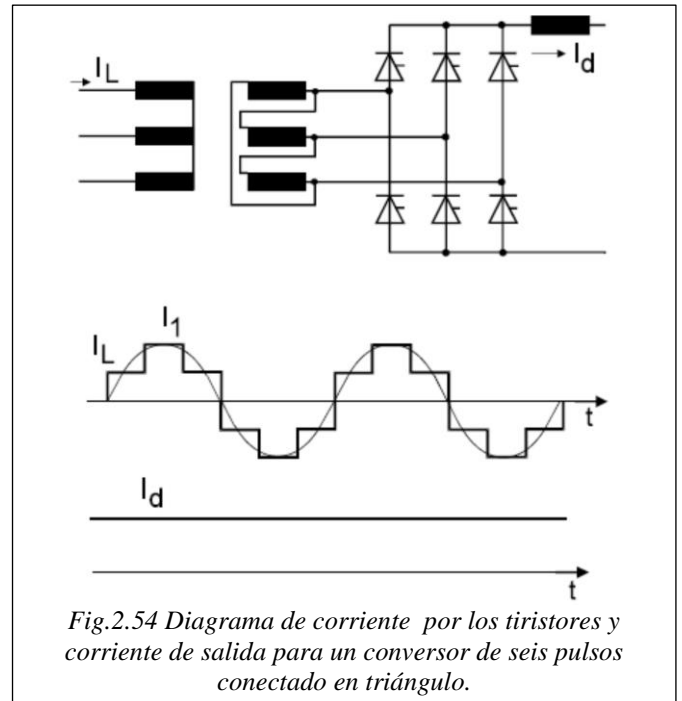 I_L
I_d
I_1
I_L
t
I_d
t
Fig.2.54 Diagrama de corriente por los tiristores y
corriente de salida para un conversor de seis pulsos
conectado en triángulo.